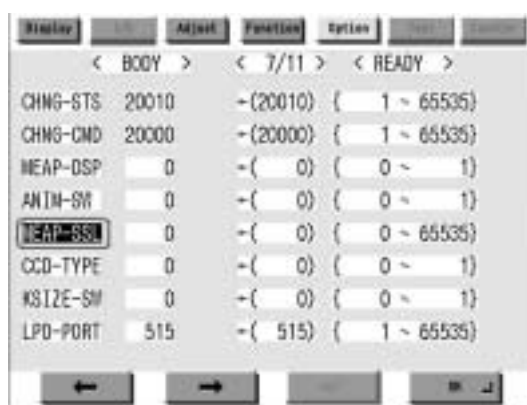 Display Adjust Function Option
< BODY > < 7/11 > < READY >
CHNG-STS 20010 ←(20010) { 1 ~ 65535}
CHNG-CMD 20000 ←(20000) { 1 ~ 65535}
MEAP-DSP 0 ←( 0) { 0 ~ 1}
ANIM-SW 0 ←( 0) { 0 ~ 1}
MEAP-SSL 0 ←( 0) { 0 ~ 65535}
CCD-TYPE 0 ←( 0) { 0 ~ 1}
KSIZE-SW 0 ←( 0) { 0 ~ 1}
LPD-PORT 515 ←( 515) { 1 ~ 65535}
← → OK ↵